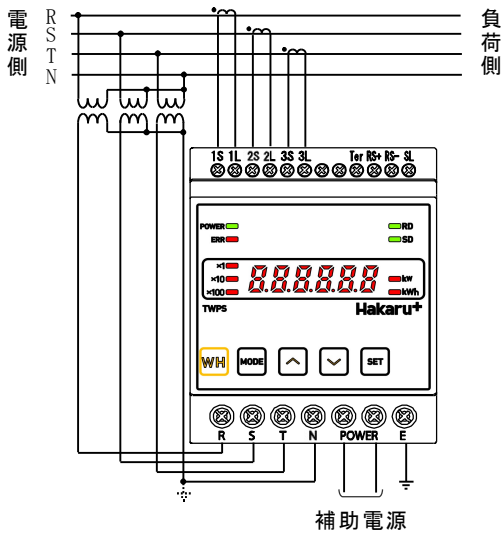 電源側
R
S
T
N
負荷側
1S 1L 2S 2L 3S 3L Ter RS+ RS- SL
POWER
RD
ERR
SD
×1
×10
×100
8.8.8.8.8.8
kW
kWh
TWPS
Hakaru+
WH MODE SET
R S T N POWER E
補助電源